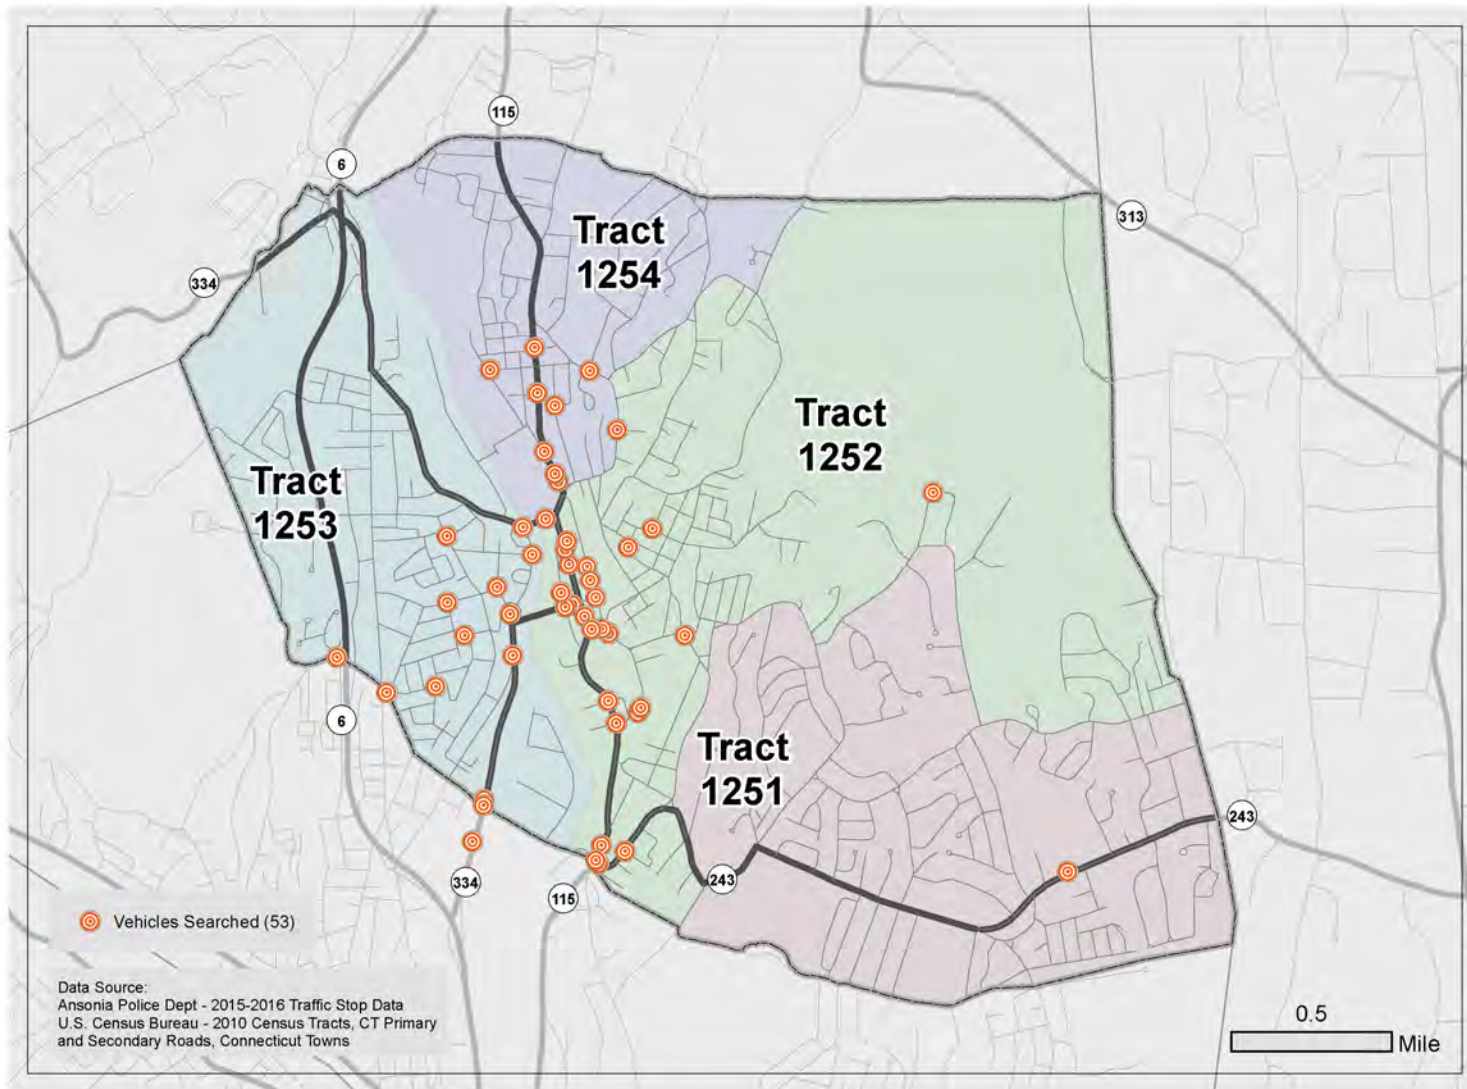 115
6
313
334
Tract
1254
Tract
1252
Tract
1253
6
Tract
1251
243
243
334
115
Vehicles Searched (53)
Data Source:
Ansonia Police Dept - 2015-2016 Traffic Stop Data
U.S. Census Bureau - 2010 Census Tracts, CT Primary
and Secondary Roads, Connecticut Towns
0.5
Mile